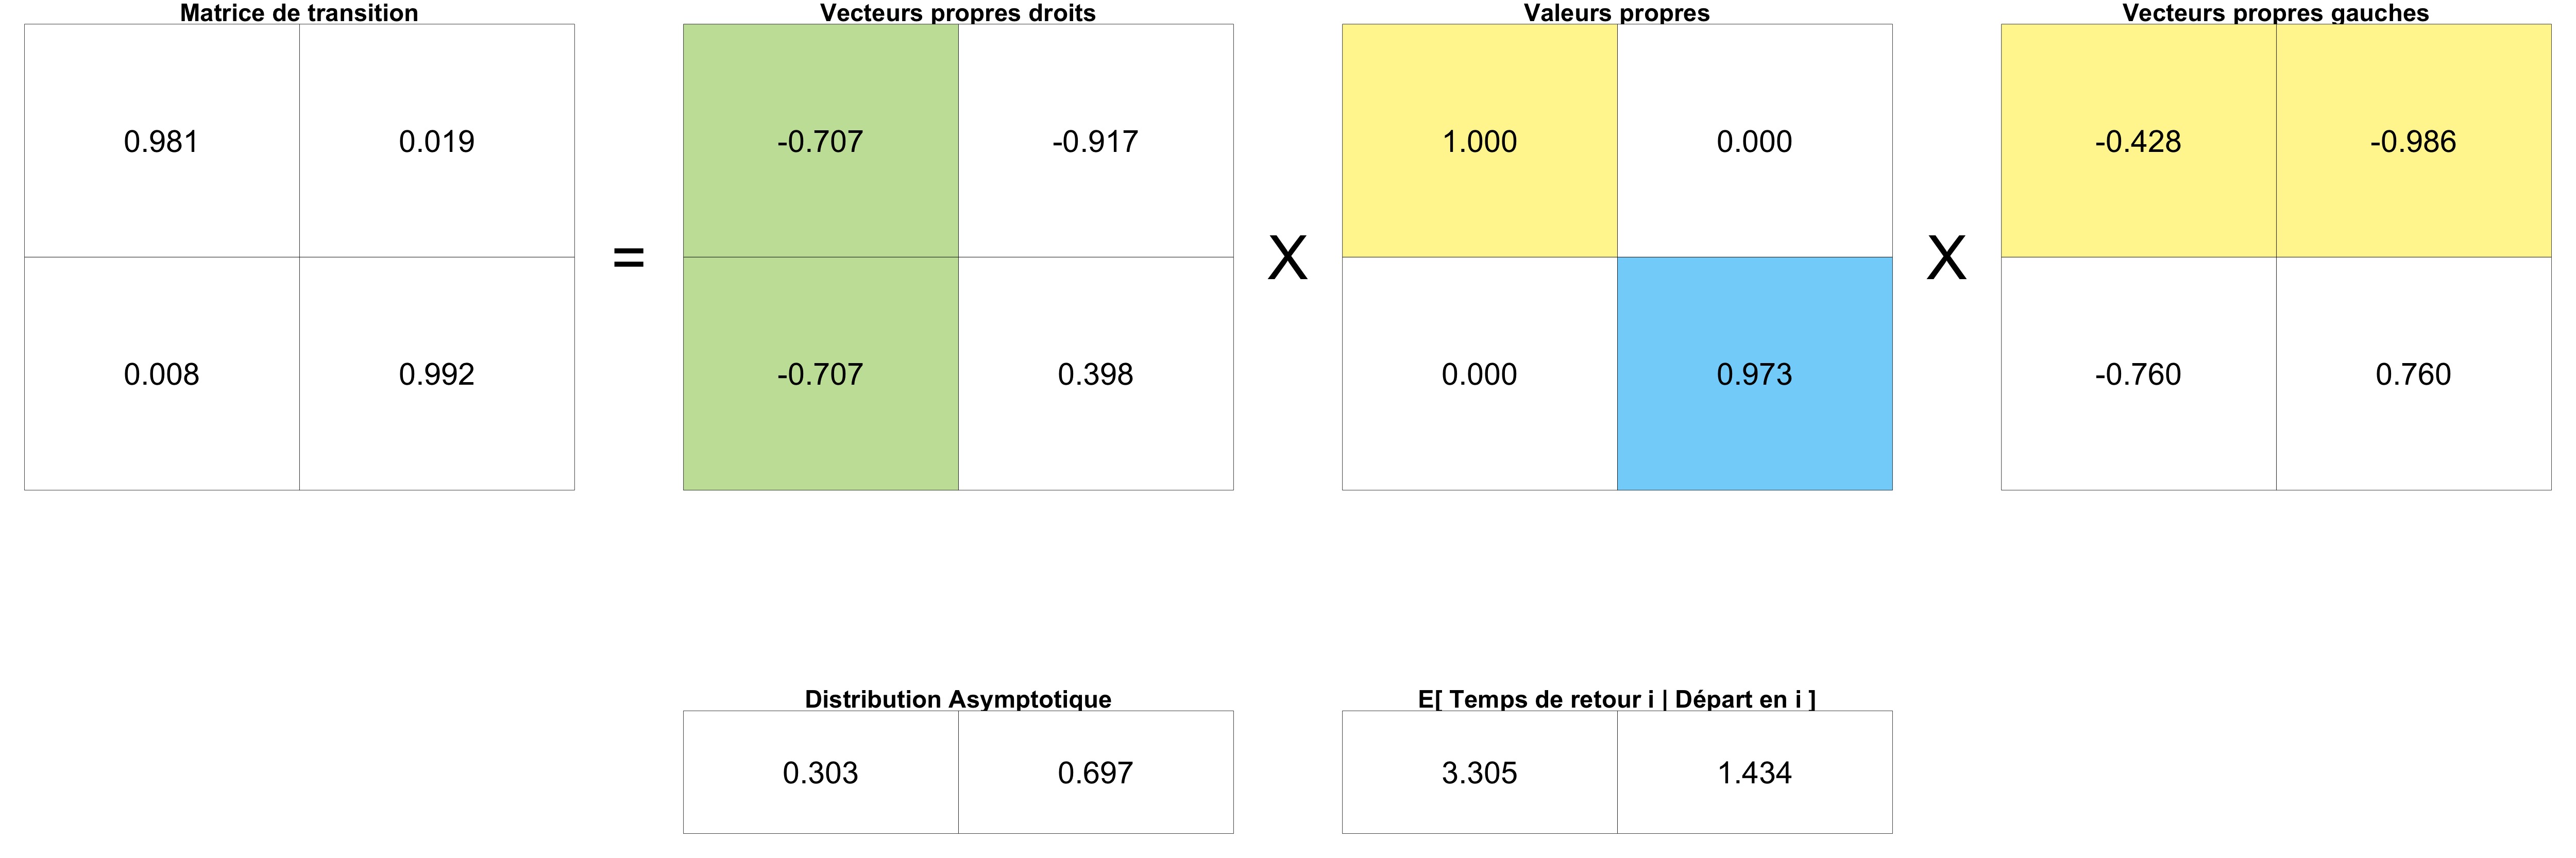 Matrice de transition Vecteurs propres droits Valeurs propres Vecteurs propres gauches
0.981 0.019 -0.707 -0.917 1.000 0.000 -0.428 -0.986
= X X
0.008 0.992 -0.707 0.398 0.000 0.973 -0.760 0.760
Distribution Asymptotique E[ Temps de retour i | Départ en i ]
0.303 0.697 3.305 1.434